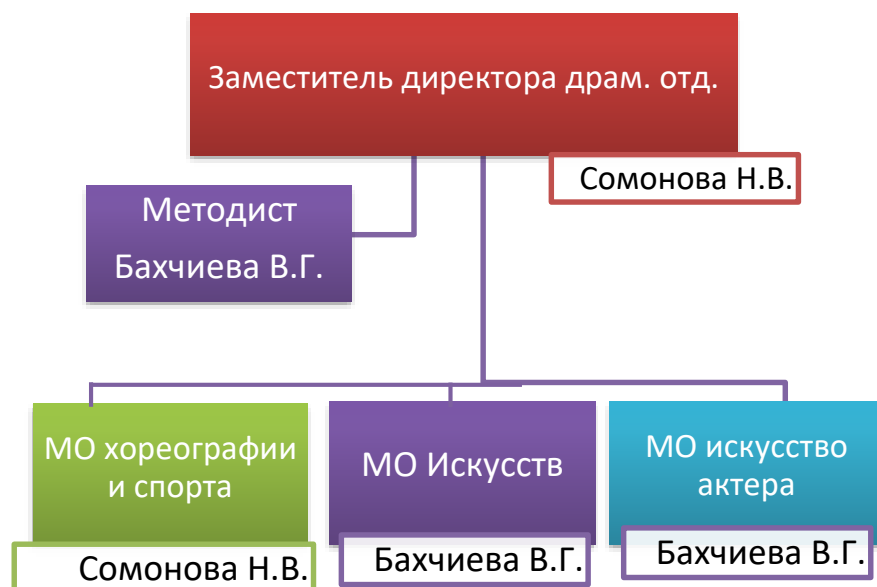 Заместитель директора драм. отд.
Сомонова Н.В.
Методист
Бахчиева В.Г.
МО хореографии
и спорта
Сомонова Н.В.
МО Искусств
Бахчиева В.Г.
МО искусство
актера
Бахчиева В.Г.